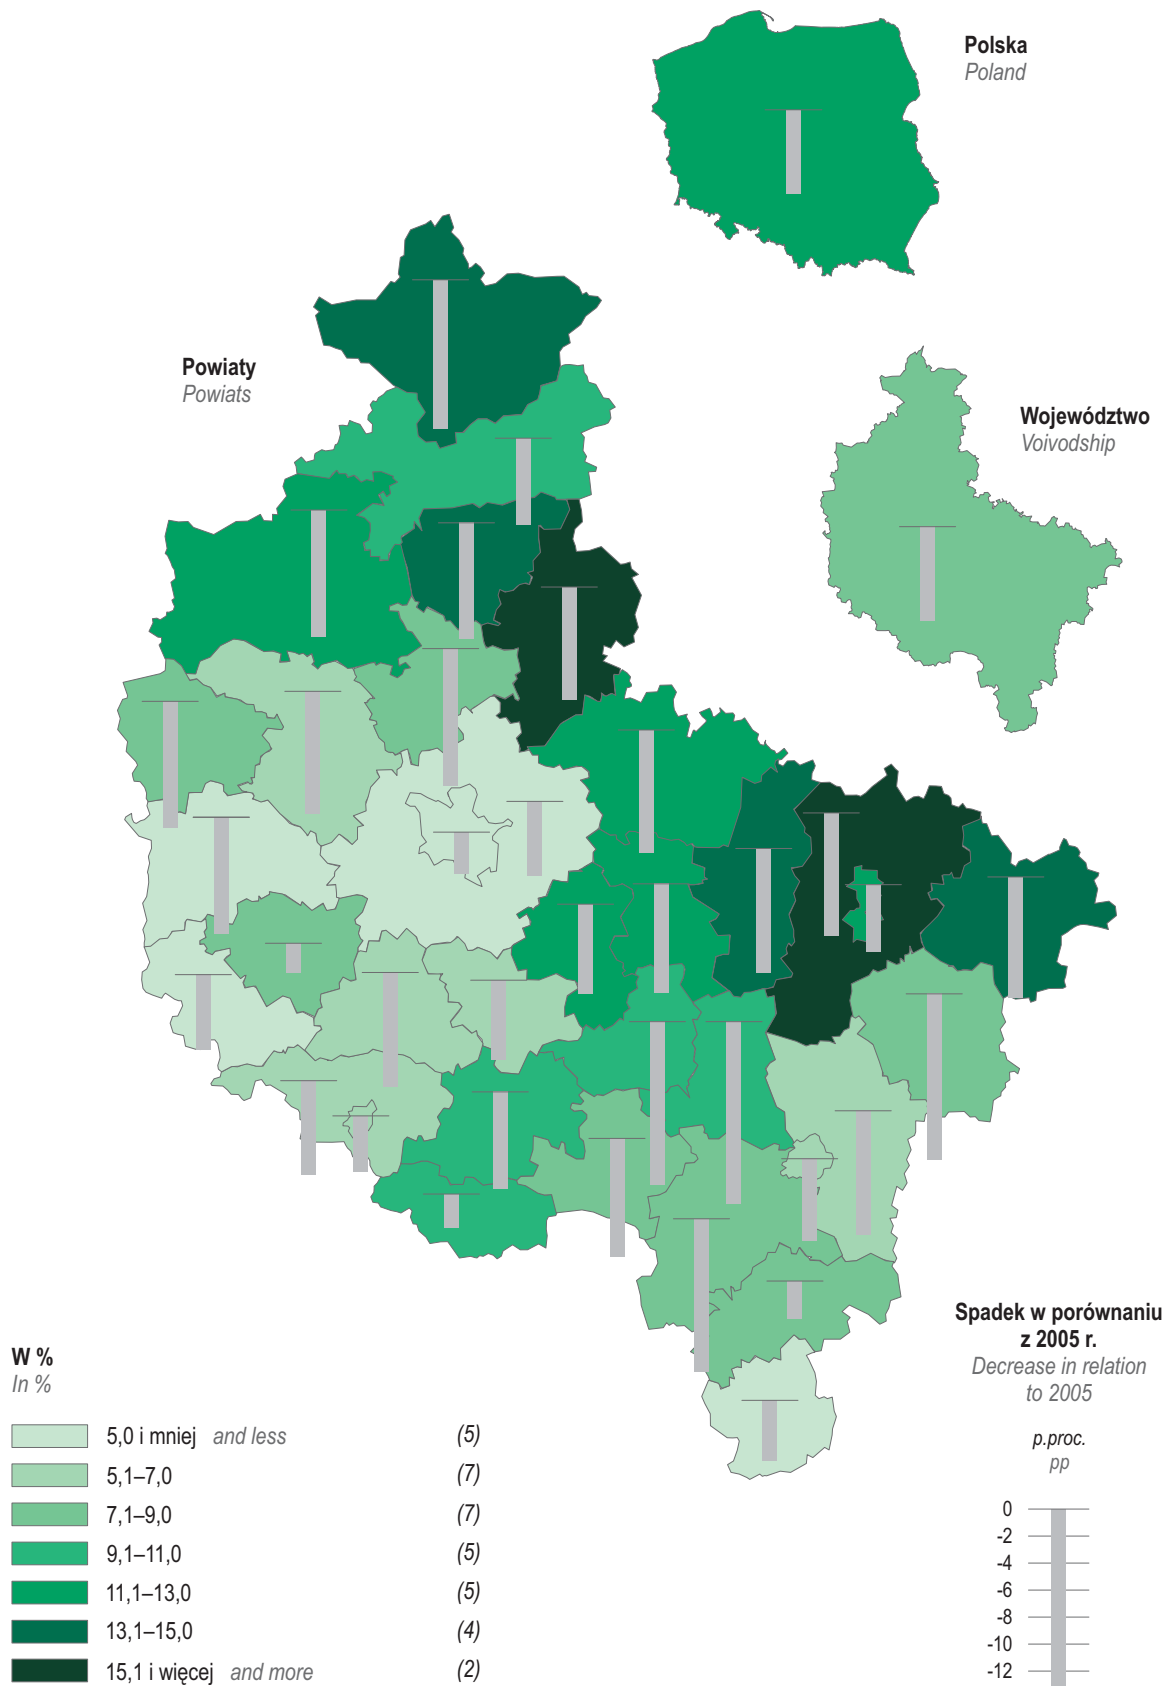 Polska
Poland
Powiaty
Powiats
Województwo
Voivodship
W %
In %
5,0 i mniej and less (5)
5,1–7,0 (7)
7,1–9,0 (7)
9,1–11,0 (5)
11,1–13,0 (5)
13,1–15,0 (4)
15,1 i więcej and more (2)
Spadek w porównaniu
z 2005 r.
Decrease in relation
to 2005
p.proc.
pp
0
-2
-4
-6
-8
-10
-12